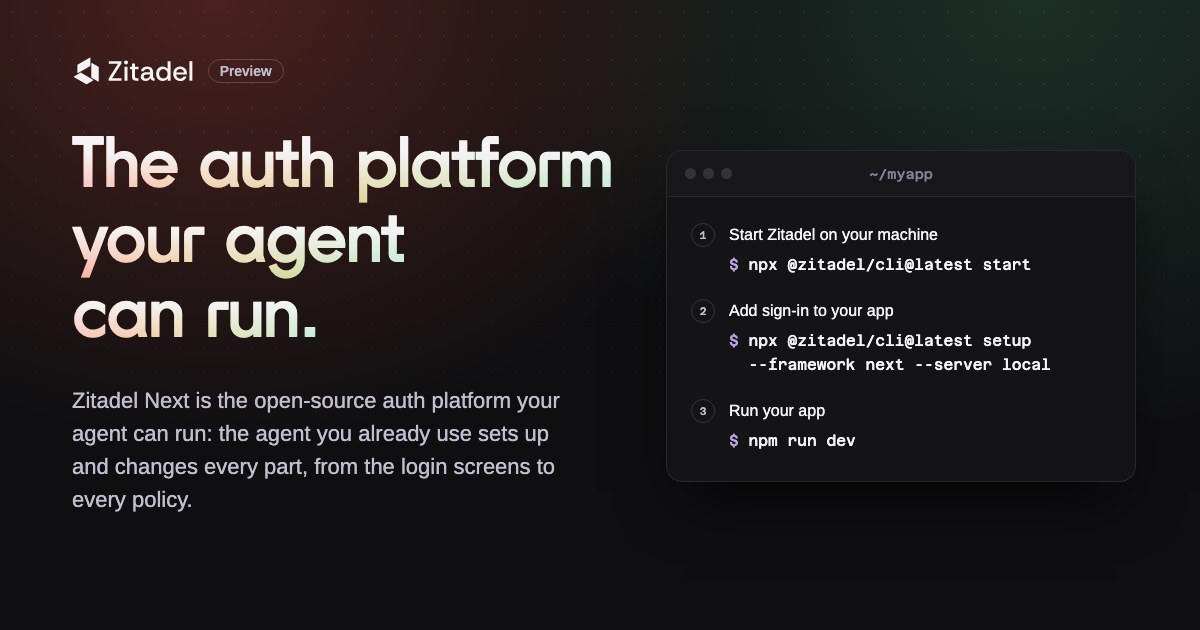 Zitadel Preview
The auth platform
your agent
can run.
Zitadel Next is the open-source auth platform your
agent can run: the agent you already use sets up
and changes every part, from the login screens to
every policy.
~/myapp
1 Start Zitadel on your machine
$ npx @zitadel/cli@latest start
2 Add sign-in to your app
$ npx @zitadel/cli@latest setup
--framework next --server local
3 Run your app
$ npm run dev